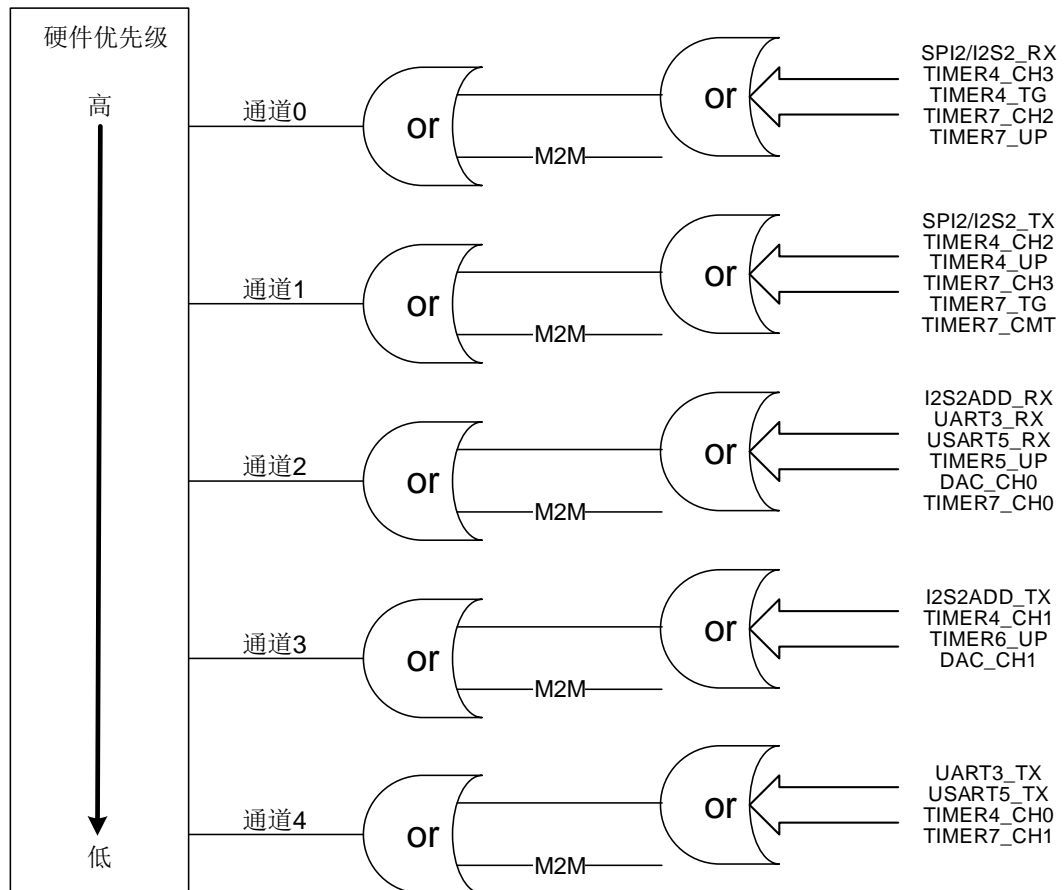 硬件优先级
高
通道0
or
M2M
or
SPI2/I2S2_RX
TIMER4_CH3
TIMER4_TG
TIMER7_CH2
TIMER7_UP
通道1
or
M2M
or
SPI2/I2S2_TX
TIMER4_CH2
TIMER4_UP
TIMER7_CH3
TIMER7_TG
TIMER7_CMT
通道2
or
M2M
or
I2S2ADD_RX
UART3_RX
USART5_RX
TIMER5_UP
DAC_CH0
TIMER7_CH0
通道3
or
M2M
or
I2S2ADD_TX
TIMER4_CH1
TIMER6_UP
DAC_CH1
通道4
or
M2M
or
UART3_TX
USART5_TX
TIMER4_CH0
TIMER7_CH1
低